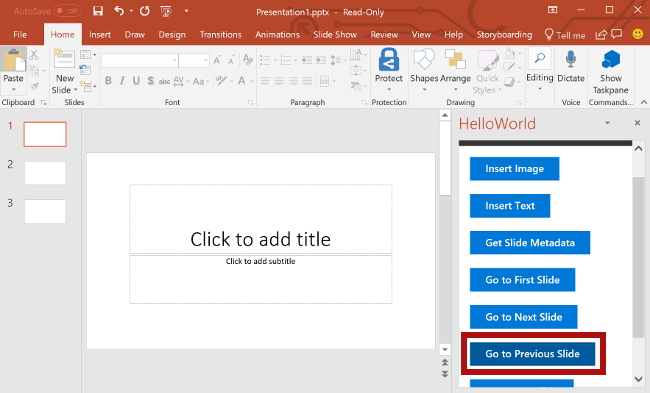 AutoSave Off
Presentation1.pptx - Read-Only
File Home Insert Draw Design Transitions Animations Slide Show Review View Help Storyboarding Tell me
Paste
New Slide
B I U S abc AV Aa A
Protect
Shapes Arrange Quick Styles
Editing
Dictate
Show Taskpane
Clipboard Slides Font Paragraph Protection Drawing Voice Commands...
1
2
3
Click to add title
Click to add subtitle
HelloWorld
Insert Image
Insert Text
Get Slide Metadata
Go to First Slide
Go to Next Slide
Go to Previous Slide